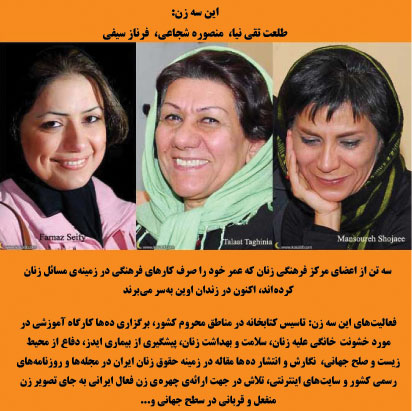 این سه زن:
طلعت تقی نیا، منصوره شجاعی، فرناز سیفی
Farnaz Seify
Talaat Taghinia
Mansoureh Shojaee
سه تن از اعضای مرکز فرهنگی زنان که عمر خود را صرف کارهای فرهنگی در زمینه‌ی مسائل زنان
کرده‌اند، اکنون در زندان اوین به‌سر می‌برند
فعالیت‌های این سه زن: تاسیس کتابخانه در مناطق محروم کشور، برگزاری ده‌ها کارگاه آموزشی در
مورد خشونت خانگی علیه زنان، سلامت و بهداشت زنان، پیشگیری از بیماری ایدز، دفاع از محیط
زیست و صلح جهانی، نگارش و انتشار ده‌ها مقاله در زمینه حقوق زنان ایران در مجله‌ها و روزنامه‌های
رسمی کشور و سایت‌های اینترنتی، تلاش در جهت ارائه‌ی چهره‌ی زن فعال ایرانی به جای تصویر زن
منفعل و قربانی در سطح جهانی و...